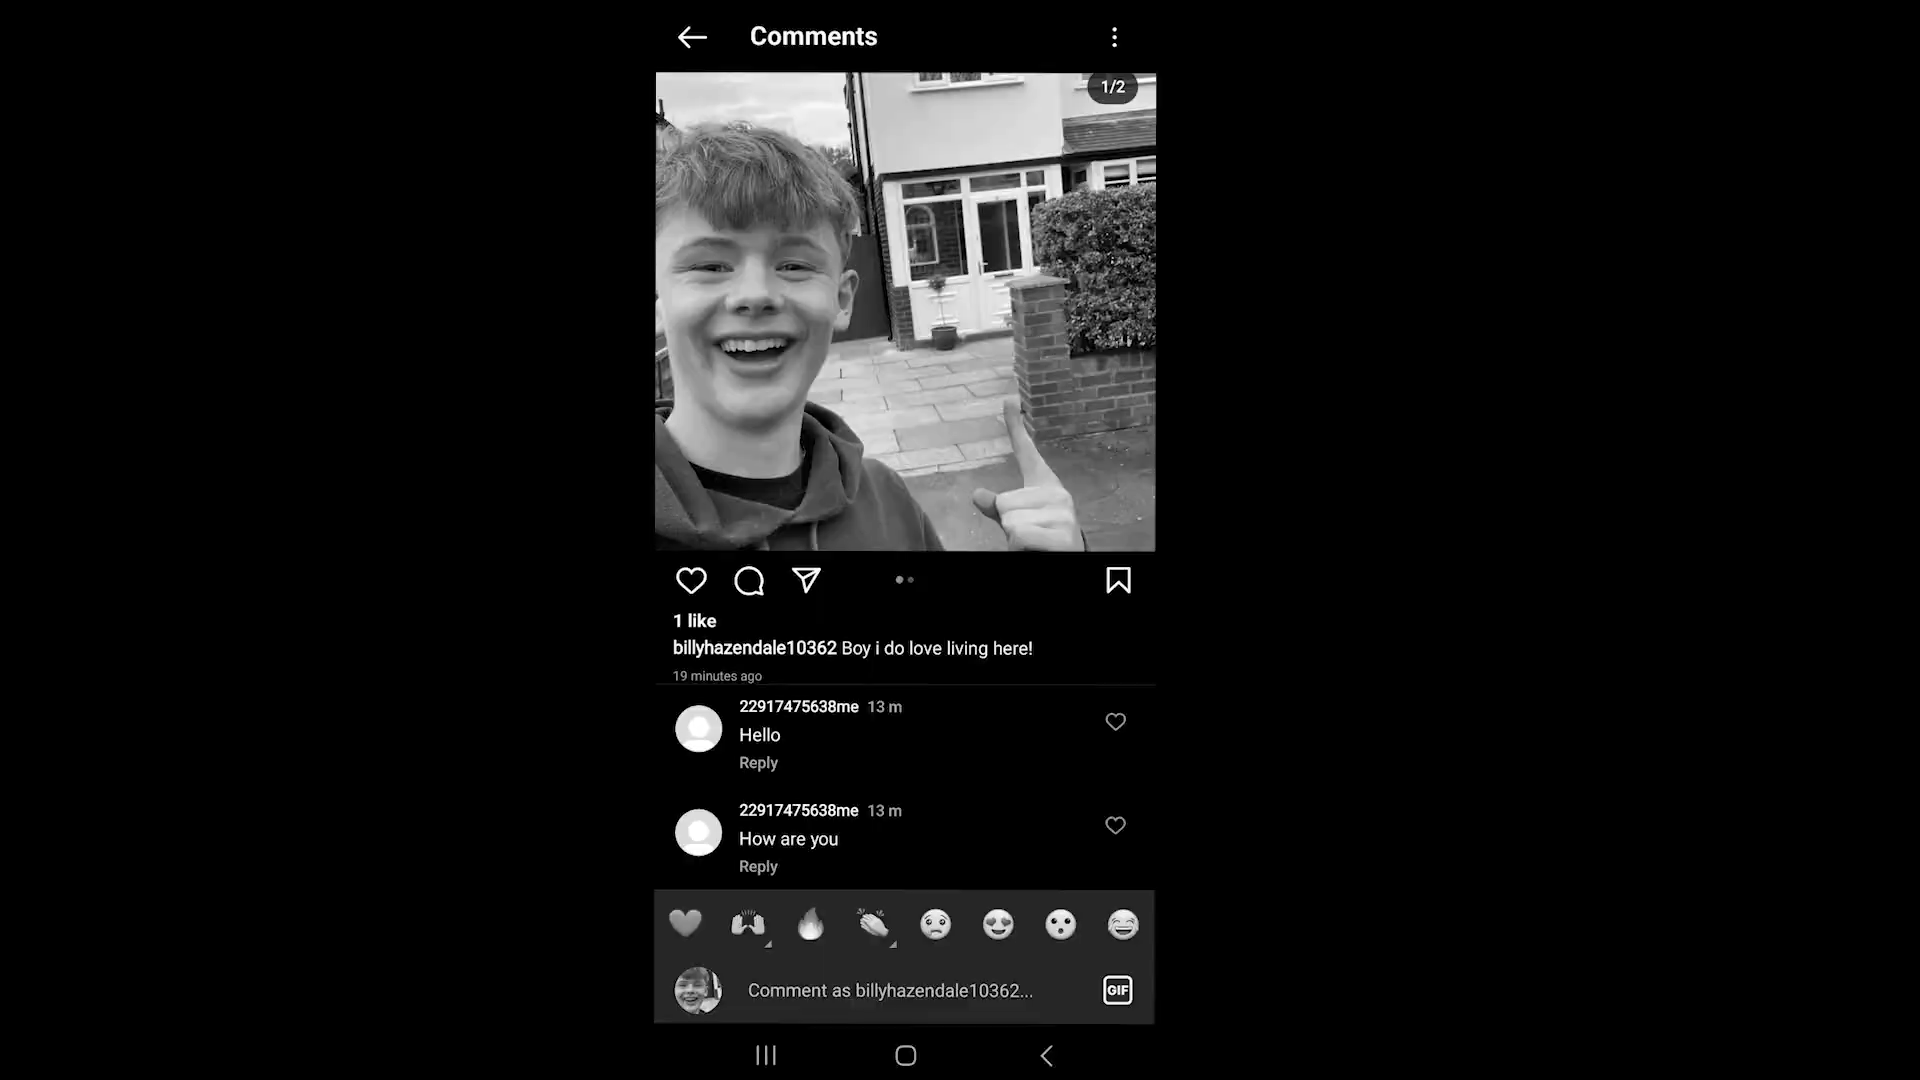 Comments
1/2
1 like
billyhazendale10362 Boy i do love living here!
19 minutes ago
22917475638me 13 m
Hello
Reply
22917475638me 13 m
How are you
Reply
Comment as billyhazendale10362...
GIF